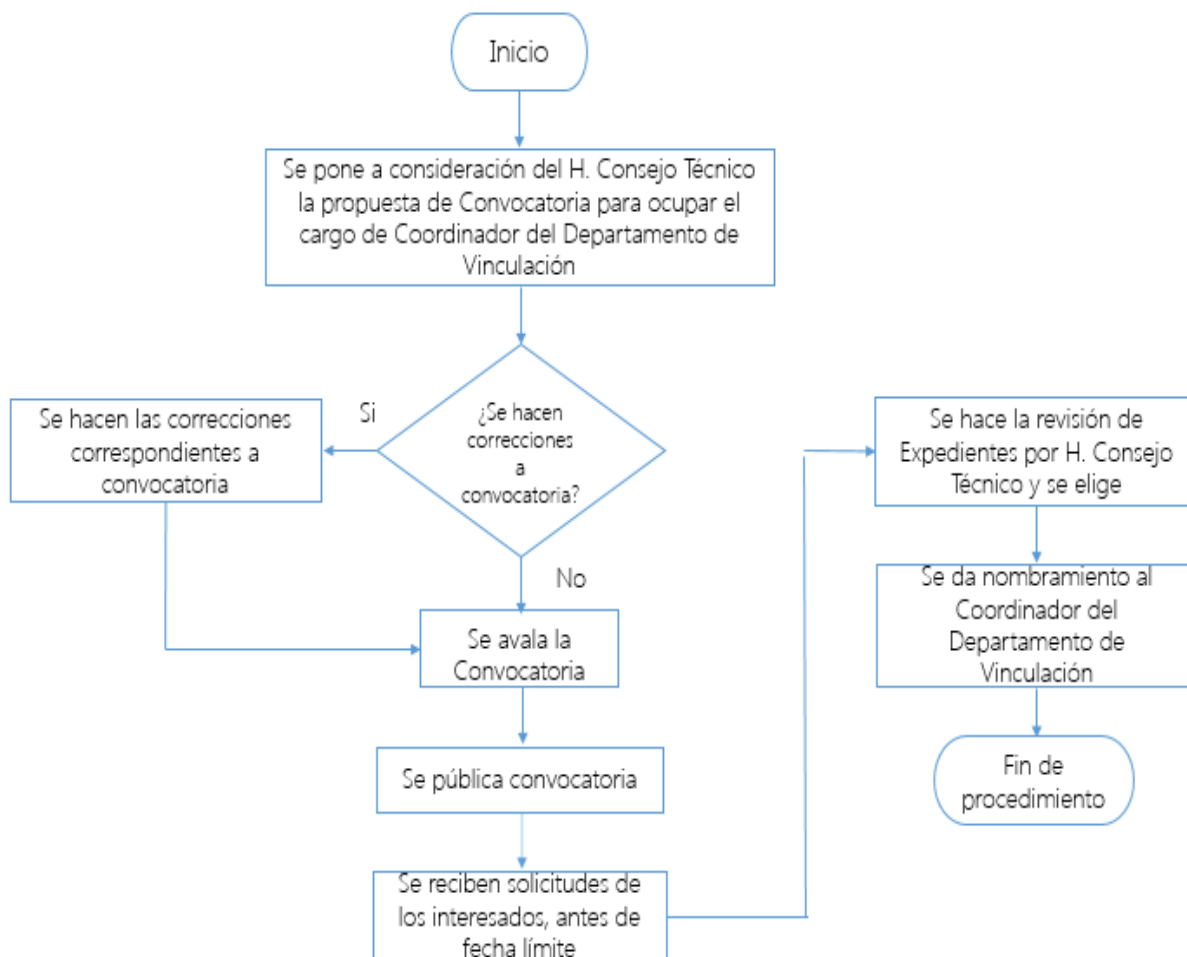 Inicio
Se pone a consideración del H. Consejo Técnico
la propuesta de Convocatoria para ocupar el
cargo de Coordinador del Departamento de
Vinculación
¿Se hacen
correcciones
a
convocatoria?
Si
Se hacen las correcciones
correspondientes a
convocatoria
No
Se avala la
Convocatoria
Se pública convocatoria
Se reciben solicitudes de
los interesados, antes de
fecha límite
Se hace la revisión de
Expedientes por H. Consejo
Técnico y se elige
Se da nombramiento al
Coordinador del
Departamento de
Vinculación
Fin de
procedimiento